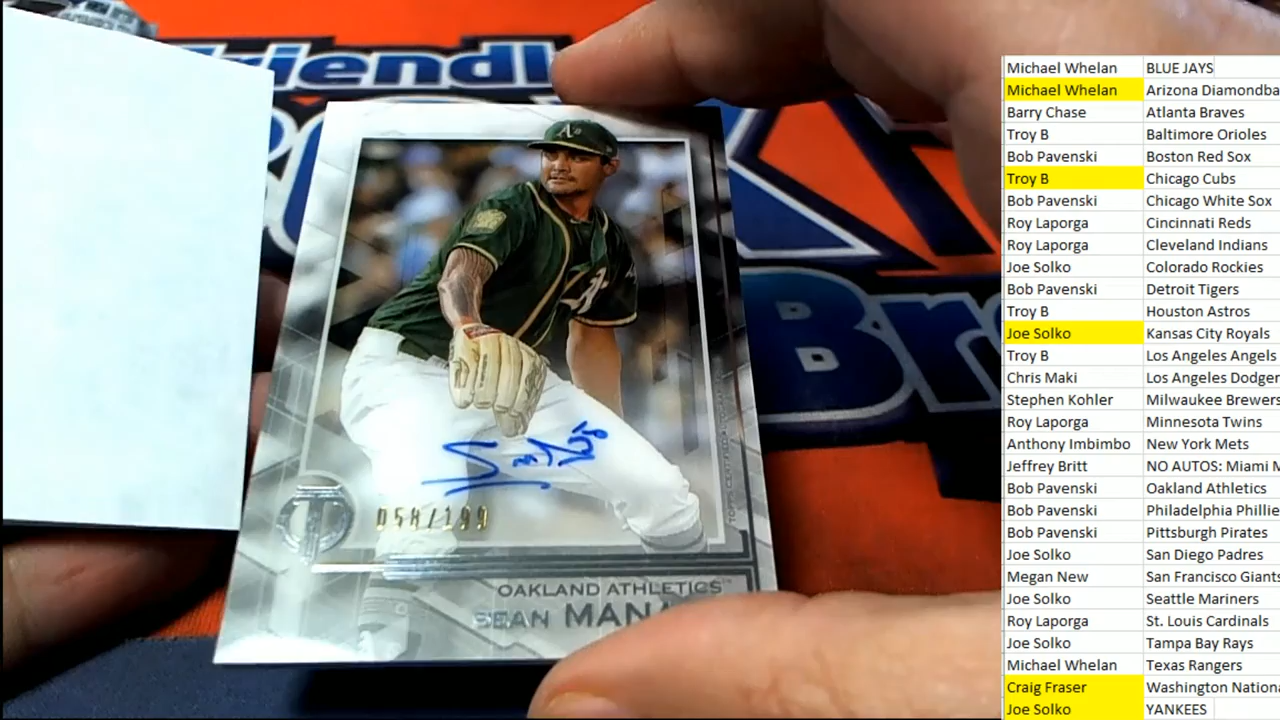 Friendl
Br
A's
058/199
OAKLAND ATHLETICS™
SEAN MANA
Michael Whelan BLUE JAYS
Michael Whelan Arizona Diamondba
Barry Chase Atlanta Braves
Troy B Baltimore Orioles
Bob Pavenski Boston Red Sox
Troy B Chicago Cubs
Bob Pavenski Chicago White Sox
Roy Laporga Cincinnati Reds
Roy Laporga Cleveland Indians
Joe Solko Colorado Rockies
Bob Pavenski Detroit Tigers
Troy B Houston Astros
Joe Solko Kansas City Royals
Troy B Los Angeles Angels
Chris Maki Los Angeles Dodger
Stephen Kohler Milwaukee Brewers
Roy Laporga Minnesota Twins
Anthony Imbimbo New York Mets
Jeffrey Britt NO AUTOS: Miami M
Bob Pavenski Oakland Athletics
Bob Pavenski Philadelphia Phillie
Bob Pavenski Pittsburgh Pirates
Joe Solko San Diego Padres
Megan New San Francisco Giants
Joe Solko Seattle Mariners
Roy Laporga St. Louis Cardinals
Joe Solko Tampa Bay Rays
Michael Whelan Texas Rangers
Craig Fraser Washington Nationa
Joe Solko YANKEES